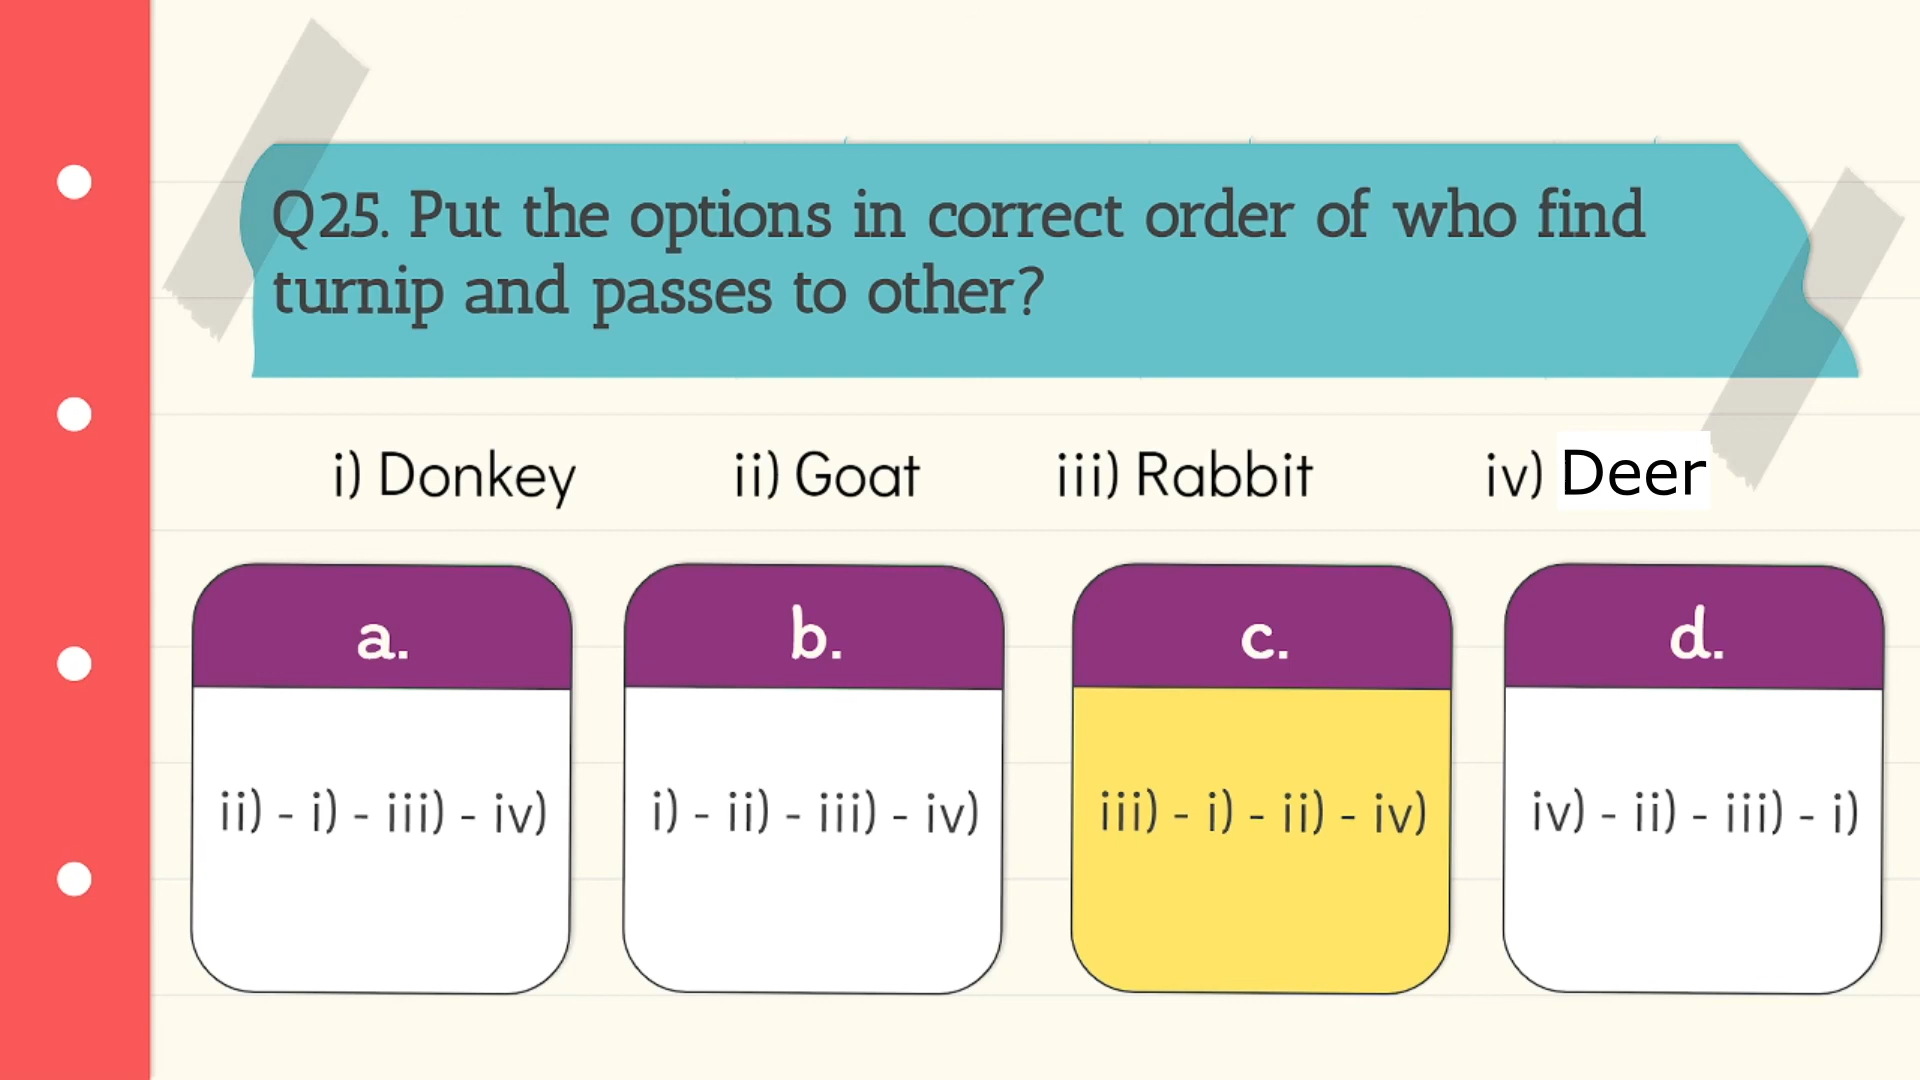 Q25. Put the options in correct order of who find
turnip and passes to other?
i) Donkey ii) Goat iii) Rabbit iv) Deer
a. b. c. d.
ii) - i) - iii) - iv) i) - ii) - iii) - iv) iii) - i) - ii) - iv) iv) - ii) - iii) - i)